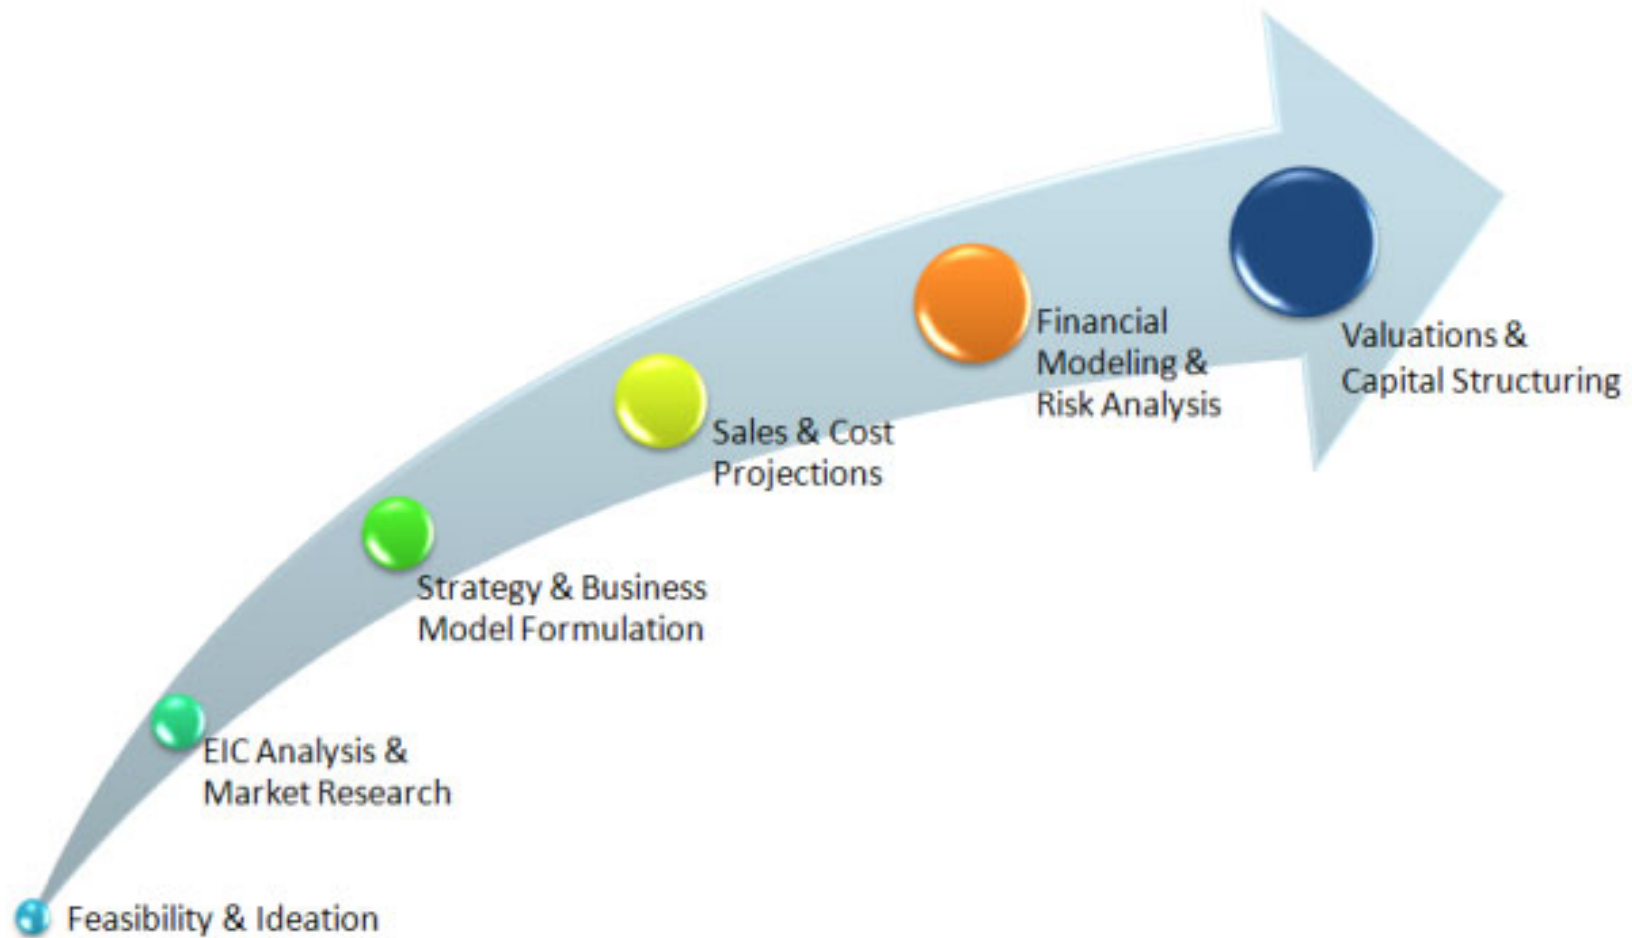 Financial
Modeling &
Risk Analysis
Valuations &
Capital Structuring
Sales & Cost
Projections
Strategy & Business
Model Formulation
EIC Analysis &
Market Research
Feasibility & Ideation